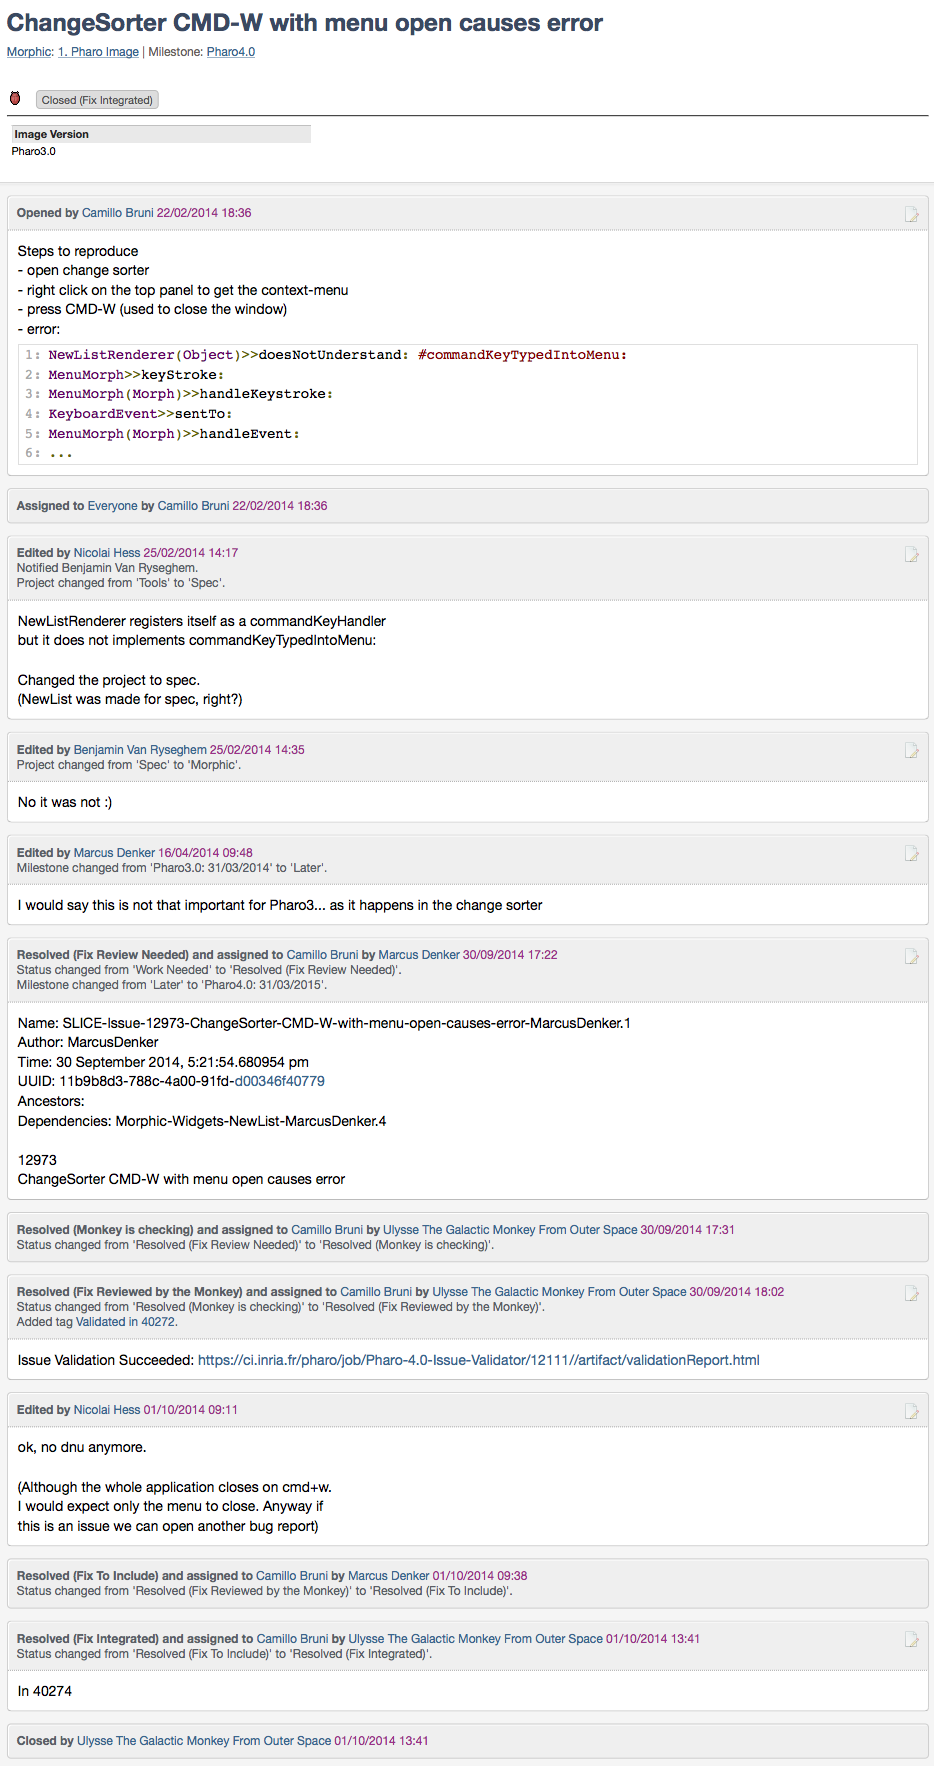 ChangeSorter CMD-W with menu open causes error
Morphic: 1. Pharo Image | Milestone: Pharo4.0
Closed (Fix Integrated)
Image Version
Pharo3.0
Opened by Camillo Bruni 22/02/2014 18:36
Steps to reproduce
- open change sorter
- right click on the top panel to get the context-menu
- press CMD-W (used to close the window)
- error:
1: NewListRenderer(Object)>>doesNotUnderstand: #commandKeyTypedIntoMenu:
2: MenuMorph>>keyStroke:
3: MenuMorph(Morph)>>handleKeystroke:
4: KeyboardEvent>>sentTo:
5: MenuMorph(Morph)>>handleEvent:
6: ...
Assigned to Everyone by Camillo Bruni 22/02/2014 18:36
Edited by Nicolai Hess 25/02/2014 14:17
Notified Benjamin Van Ryseghem.
Project changed from 'Tools' to 'Spec'.
NewListRenderer registers itself as a commandKeyHandler
but it does not implements commandKeyTypedIntoMenu:
Changed the project to spec.
(NewList was made for spec, right?)
Edited by Benjamin Van Ryseghem 25/02/2014 14:35
Project changed from 'Spec' to 'Morphic'.
No it was not :)
Edited by Marcus Denker 16/04/2014 09:48
Milestone changed from 'Pharo3.0: 31/03/2014' to 'Later'.
I would say this is not that important for Pharo3... as it happens in the change sorter
Resolved (Fix Review Needed) and assigned to Camillo Bruni by Marcus Denker 30/09/2014 17:22
Status changed from 'Work Needed' to 'Resolved (Fix Review Needed)'.
Milestone changed from 'Later' to 'Pharo4.0: 31/03/2015'.
Name: SLICE-Issue-12973-ChangeSorter-CMD-W-with-menu-open-causes-error-MarcusDenker.1
Author: MarcusDenker
Time: 30 September 2014, 5:21:54.680954 pm
UUID: 11b9b8d3-788c-4a00-91fd-d00346f40779
Ancestors:
Dependencies: Morphic-Widgets-NewList-MarcusDenker.4
12973
ChangeSorter CMD-W with menu open causes error
Resolved (Monkey is checking) and assigned to Camillo Bruni by Ulysse The Galactic Monkey From Outer Space 30/09/2014 17:31
Status changed from 'Resolved (Fix Review Needed)' to 'Resolved (Monkey is checking)'.
Resolved (Fix Reviewed by the Monkey) and assigned to Camillo Bruni by Ulysse The Galactic Monkey From Outer Space 30/09/2014 18:02
Status changed from 'Resolved (Monkey is checking)' to 'Resolved (Fix Reviewed by the Monkey)'.
Added tag Validated in 40272.
Issue Validation Succeeded: https://ci.inria.fr/pharo/job/Pharo-4.0-Issue-Validator/12111//artifact/validationReport.html
Edited by Nicolai Hess 01/10/2014 09:11
ok, no dnu anymore.
(Although the whole application closes on cmd+w.
I would expect only the menu to close. Anyway if
this is an issue we can open another bug report)
Resolved (Fix To Include) and assigned to Camillo Bruni by Marcus Denker 01/10/2014 09:38
Status changed from 'Resolved (Fix Reviewed by the Monkey)' to 'Resolved (Fix To Include)'.
Resolved (Fix Integrated) and assigned to Camillo Bruni by Ulysse The Galactic Monkey From Outer Space 01/10/2014 13:41
Status changed from 'Resolved (Fix To Include)' to 'Resolved (Fix Integrated)'.
In 40274
Closed by Ulysse The Galactic Monkey From Outer Space 01/10/2014 13:41